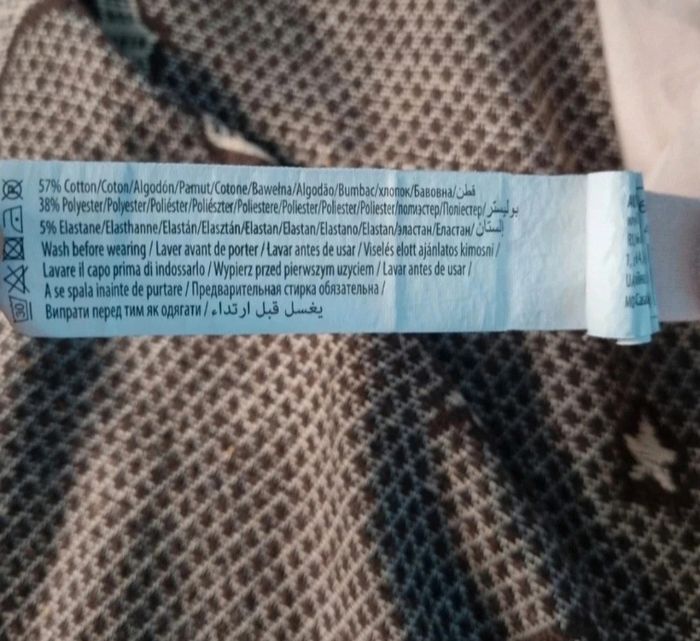 57% Cotton/Coton/Algodón/Pamut/Cotone/Bawełna/Algodão/Bumbac/хлопок/Бавовна/قطن
38% Polyester/Polyester/Poliéster/Poliészter/Poliestere/Poliester/Poliester/Poliester/полиэстер/Поліестер/بوليستر
5% Elastane/Elasthanne/Elastán/Elasztán/Elastan/Elastan/Elastano/Elastan/эластан/Еластан/إلستان
Wash before wearing / Laver avant de porter / Lavar antes de usar / Viselés elott ajánlatos kimosni /
Lavare il capo prima di indossarlo / Wypierz przed pierwszym uzyciem / Lavar antes de usar /
A se spala inainte de purtare / Предварительная стирка обязательна /
Випрати перед тим як одягати / يغسل قبل ارتداء.
30